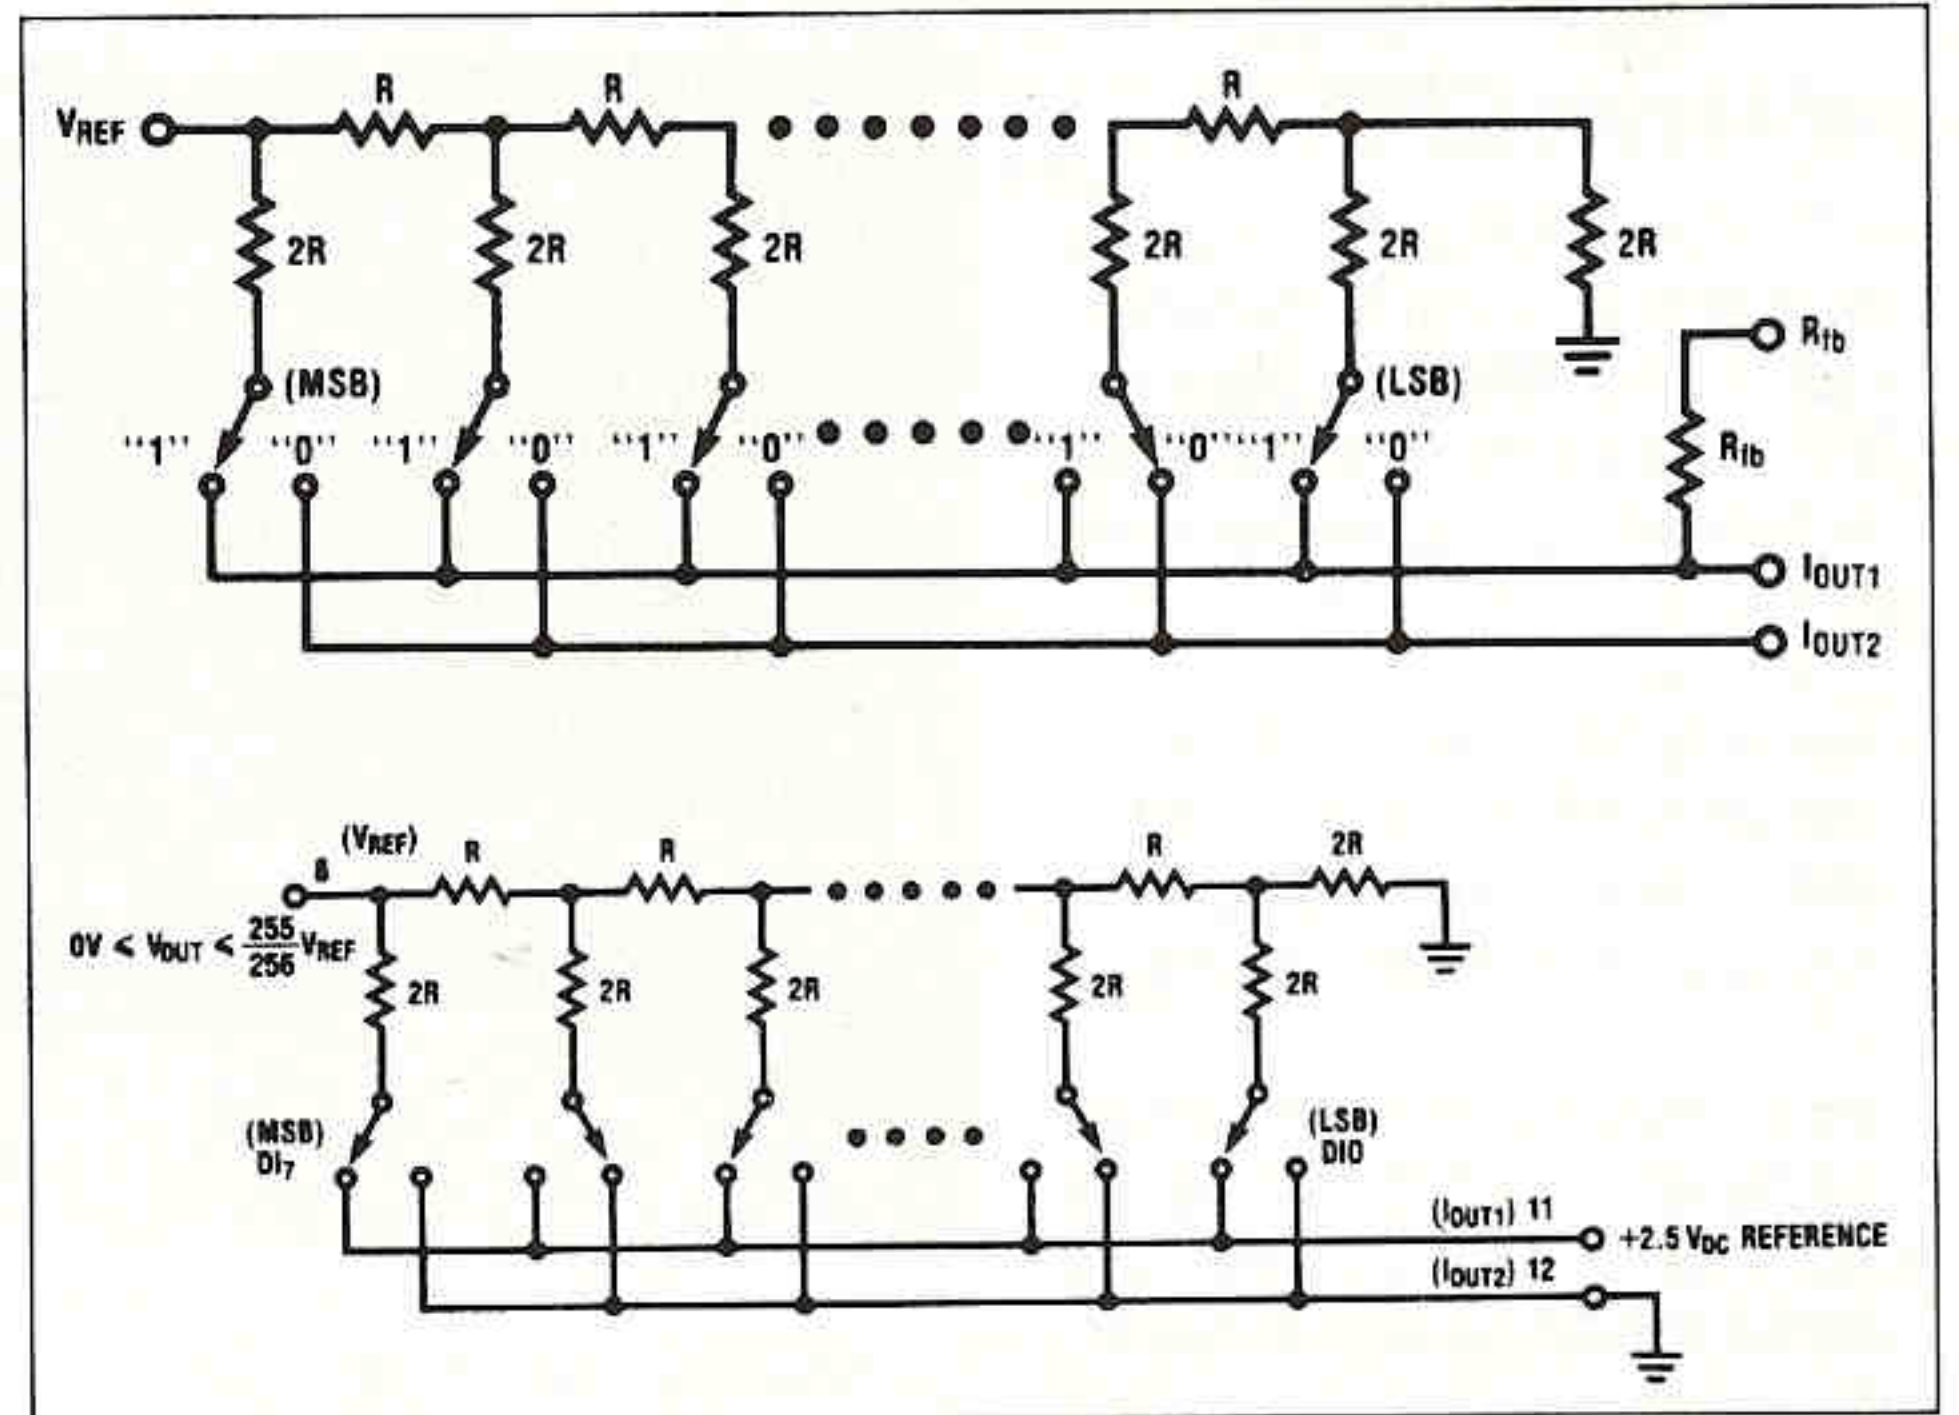 R R R
VREF
2R 2R 2R 2R 2R 2R
Rfb
(MSB) (LSB)
"1" "0" "1" "0" "1" "0" "1" "0" "1" "0"
Rfb
IOUT1
IOUT2
(VREF) R R R 2R
8
0V < VOUT < 255/256 VREF
2R 2R 2R 2R 2R
(MSB) (LSB)
DI7 DI0
(IOUT1) 11
+2.5 VDC REFERENCE
(IOUT2) 12